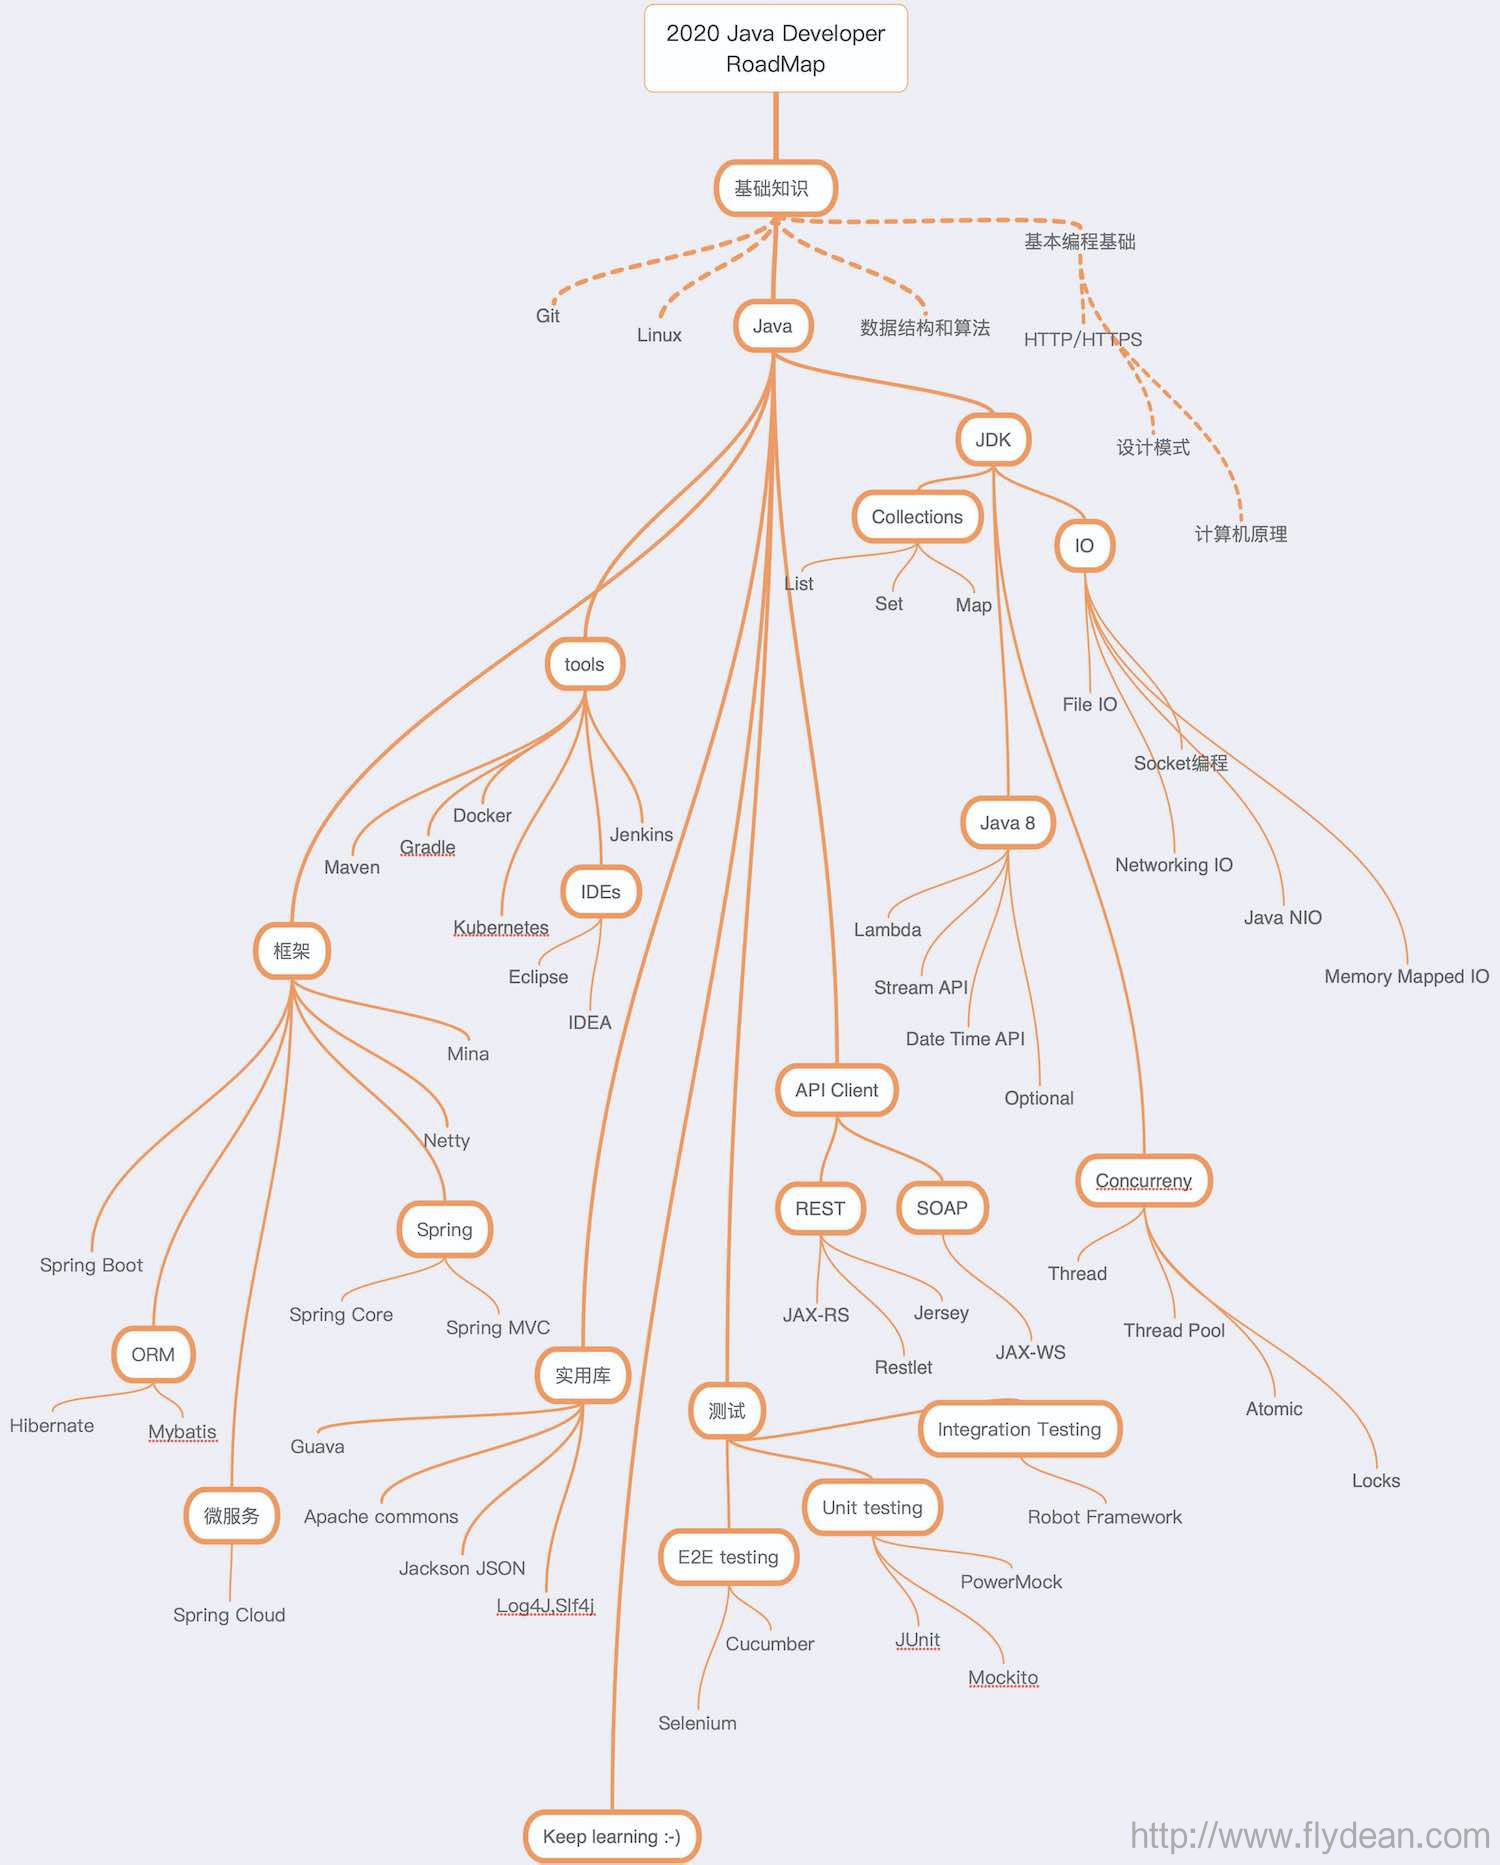 2020 Java Developer
RoadMap
基础知识
基本编程基础
Git
Linux
Java
数据结构和算法
HTTP/HTTPS
JDK
设计模式
Collections
计算机原理
IO
List
Set
Map
tools
File IO
Socket编程
Docker
Java 8
Jenkins
Gradle
Maven
Networking IO
IDEs
Java NIO
Kubernetes
Lambda
框架
Eclipse
Memory Mapped IO
Stream API
IDEA
Date Time API
Mina
API Client
Optional
Netty
Concurreny
REST
SOAP
Spring
Spring Boot
Thread
Spring Core
JAX-RS
Jersey
Spring MVC
Thread Pool
ORM
JAX-WS
Restlet
实用库
Atomic
测试
Hibernate
Mybatis
Integration Testing
Guava
Locks
Unit testing
微服务
Apache commons
Robot Framework
E2E testing
Jackson JSON
PowerMock
Log4J,Slf4j
Spring Cloud
JUnit
Cucumber
Mockito
Selenium
Keep learning :-)
http://www.flydean.com